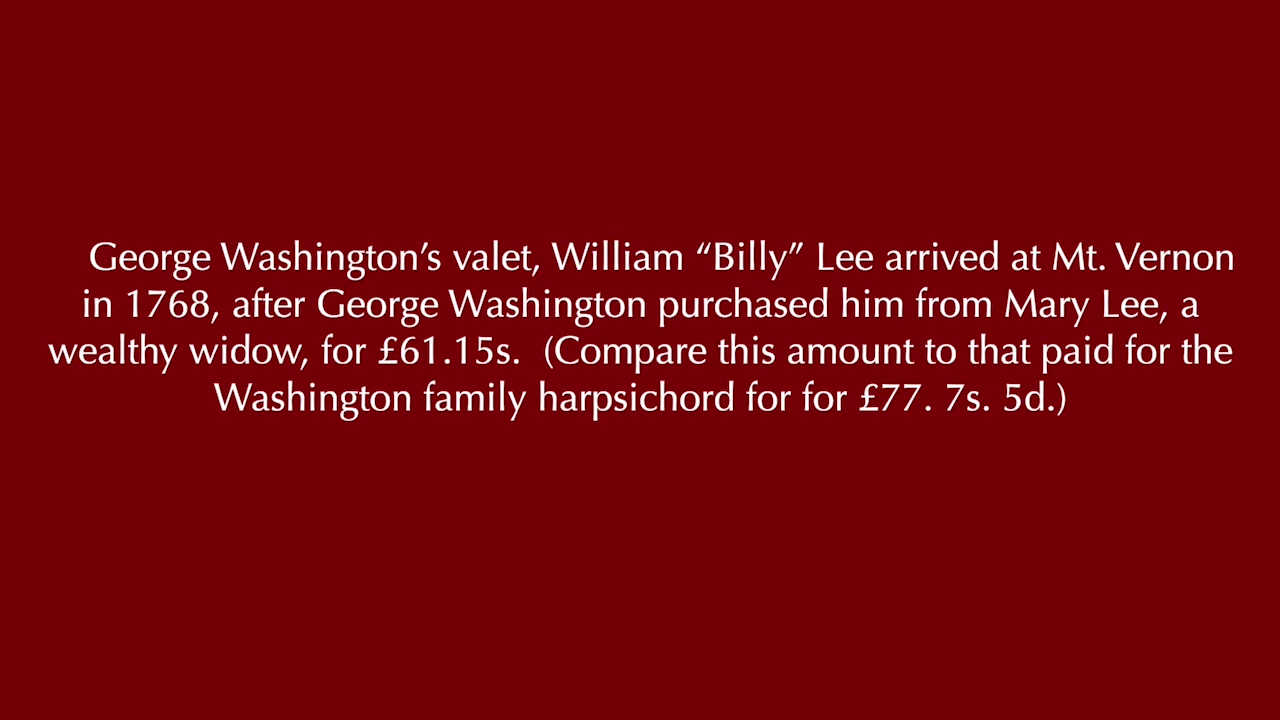 George Washington’s valet, William “Billy” Lee arrived at Mt. Vernon
in 1768, after George Washington purchased him from Mary Lee, a
wealthy widow, for £61.15s.  (Compare this amount to that paid for the
Washington family harpsichord for for £77. 7s. 5d.)